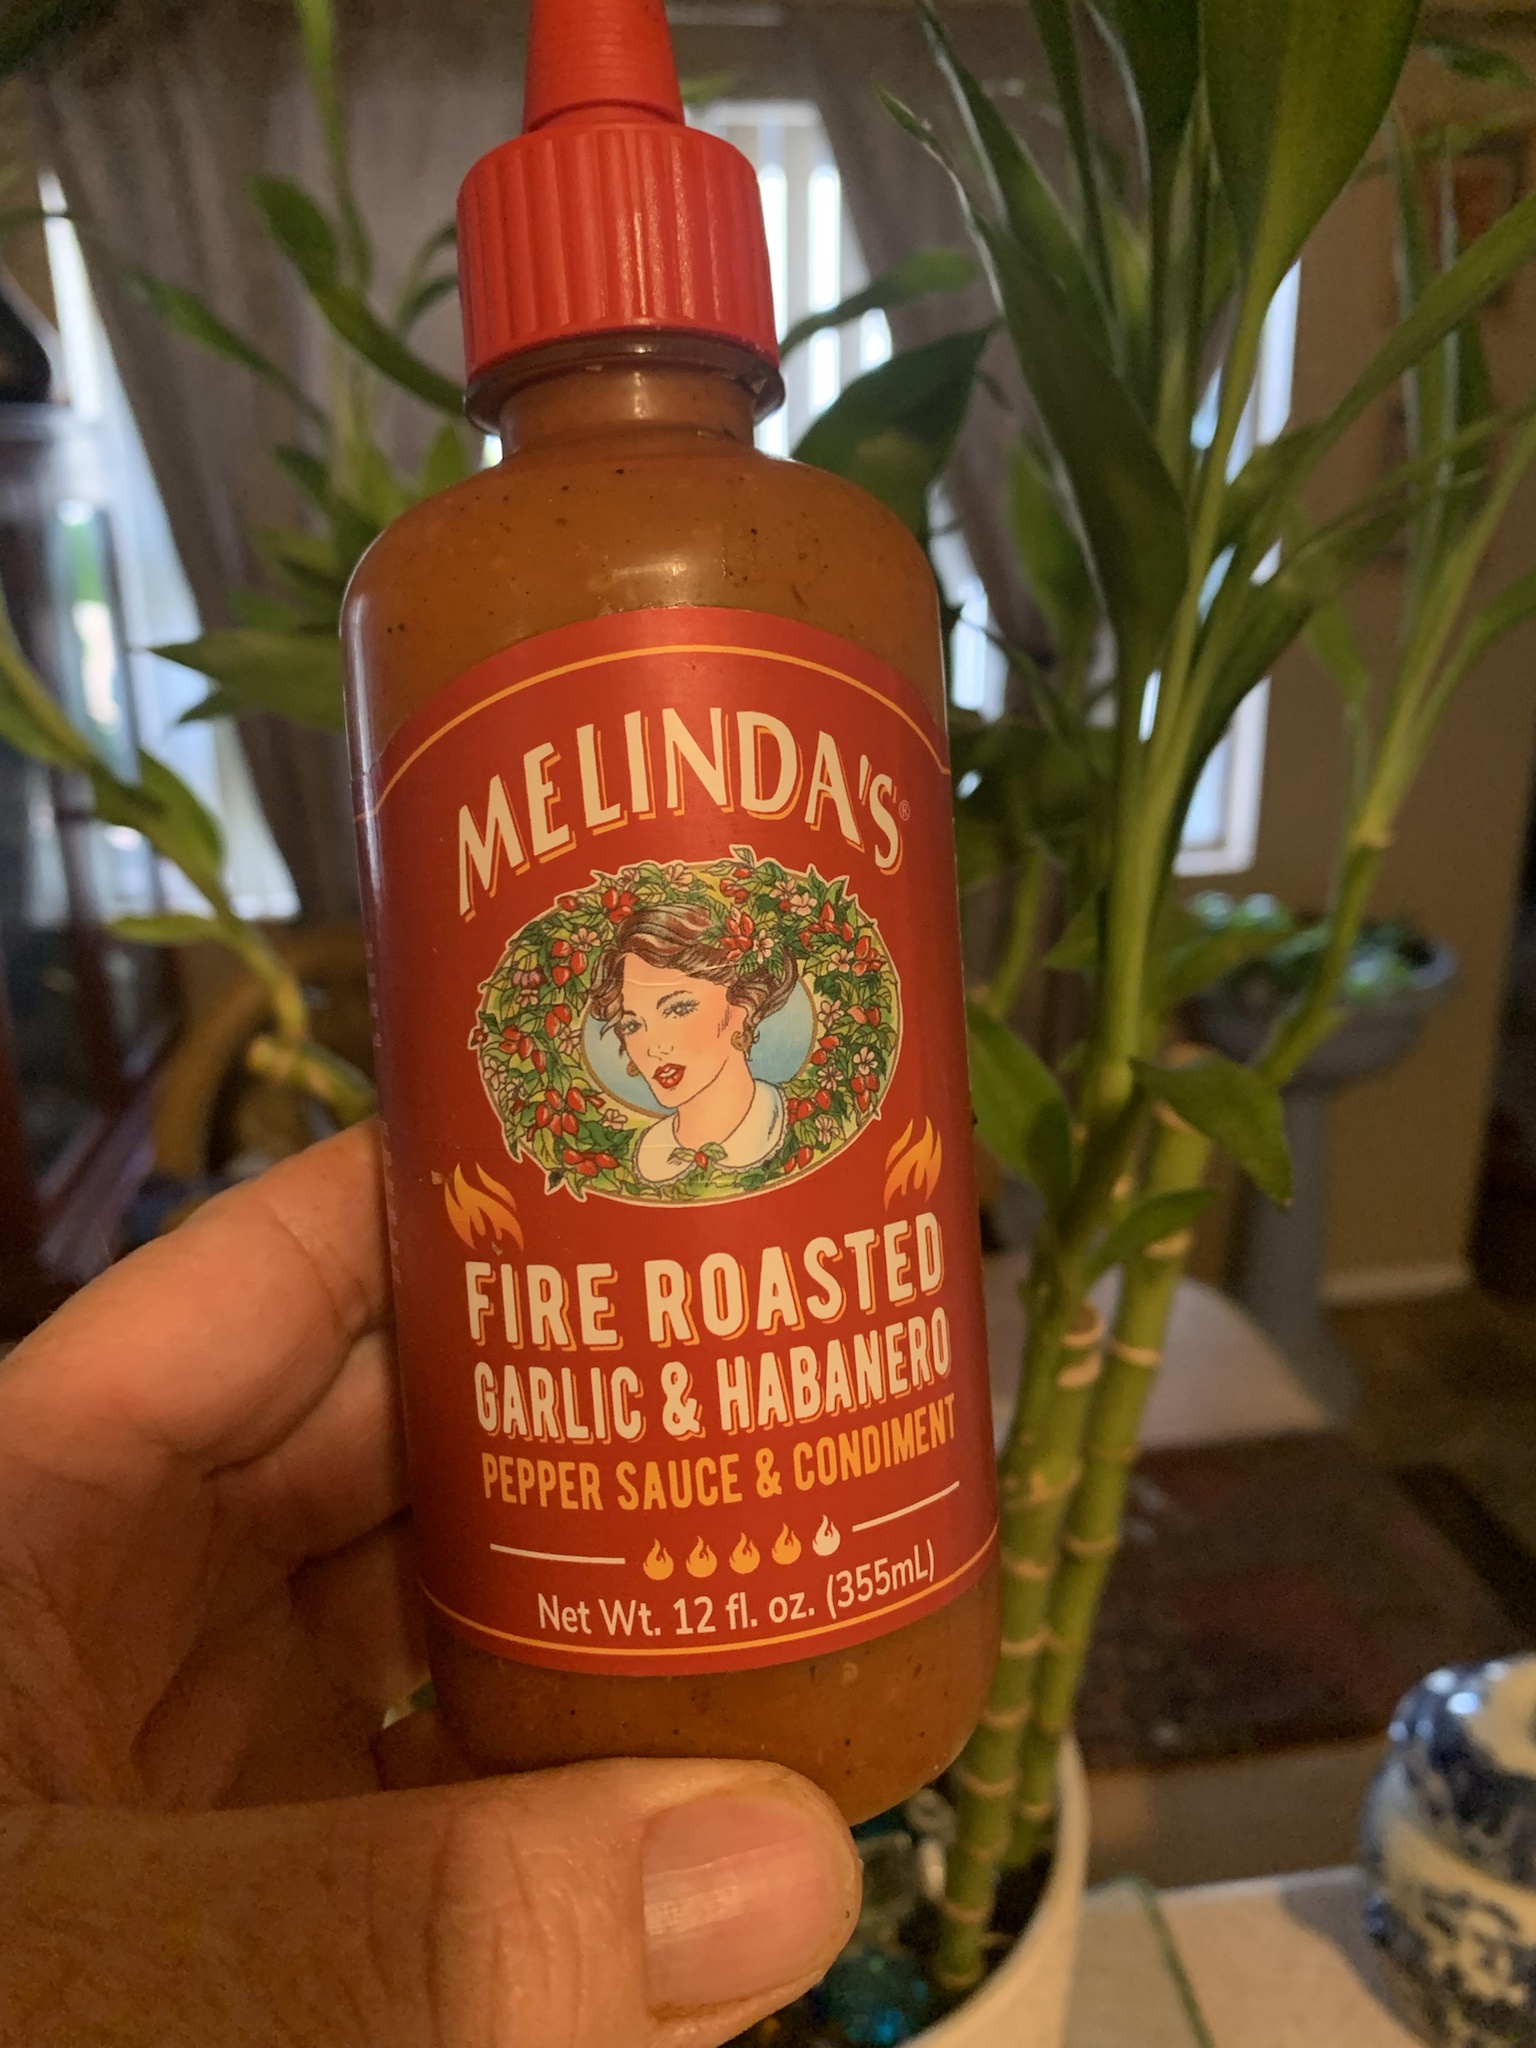 MELINDA'S®
FIRE ROASTED
GARLIC & HABANERO
PEPPER SAUCE & CONDIMENT
Net Wt. 12 fl. oz. (355mL)